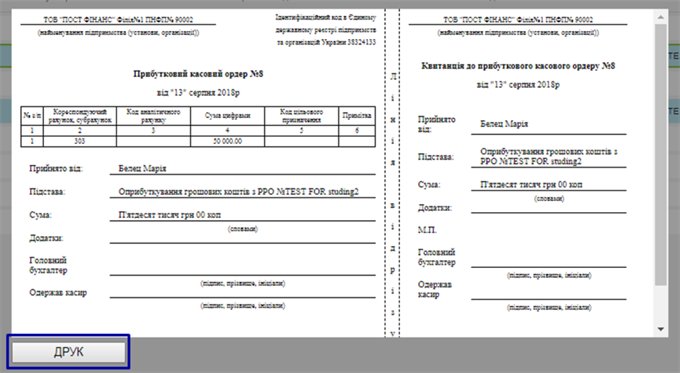 ТОВ "ПОСТ ФІНАНС" Філія№1 ПНФП№ 90002
(найменування підприємства (установи, організації))
Ідентифікаційний код в Єдиному
державному реєстрі підприємств
та організацій України 38324133
Прибутковий касовий ордер №8
від "13" серпня 2018р
№ з/п Кореспондуючий рахунок, субрахунок Код аналітичного рахунку Сума цифрами Код цільового призначення Примітка
1 2 3 4 5 6
1 303 50 000.00
Прийнято від: Белец Марія
Підстава: Оприбуткування грошових коштів з РРО №TEST FOR studing2
Сума: П'ятдесят тисяч грн 00 коп
(словами)
Додатки:
Головний
бухгалтер
(підпис, прізвище, ініціали)
Одержав касир
(підпис, прізвище, ініціали)
Л і н і я в і д р і з у
ТОВ "ПОСТ ФІНАНС" Філія№1 ПНФП№ 90002
(найменування підприємства (установи, організації))
Квитанція до прибуткового касового ордеру №8
від "13" серпня 2018р
Прийнято
від: Белец Марія
Підстава: Оприбуткування грошових коштів з
РРО №TEST FOR studing2
Сума: П'ятдесят тисяч грн 00 коп
(словами)
Додатки:
М.П.
Головний
бухгалтер
(підпис, прізвище, ініціали)
Одержав
касир
(підпис, прізвище, ініціали)
ДРУК